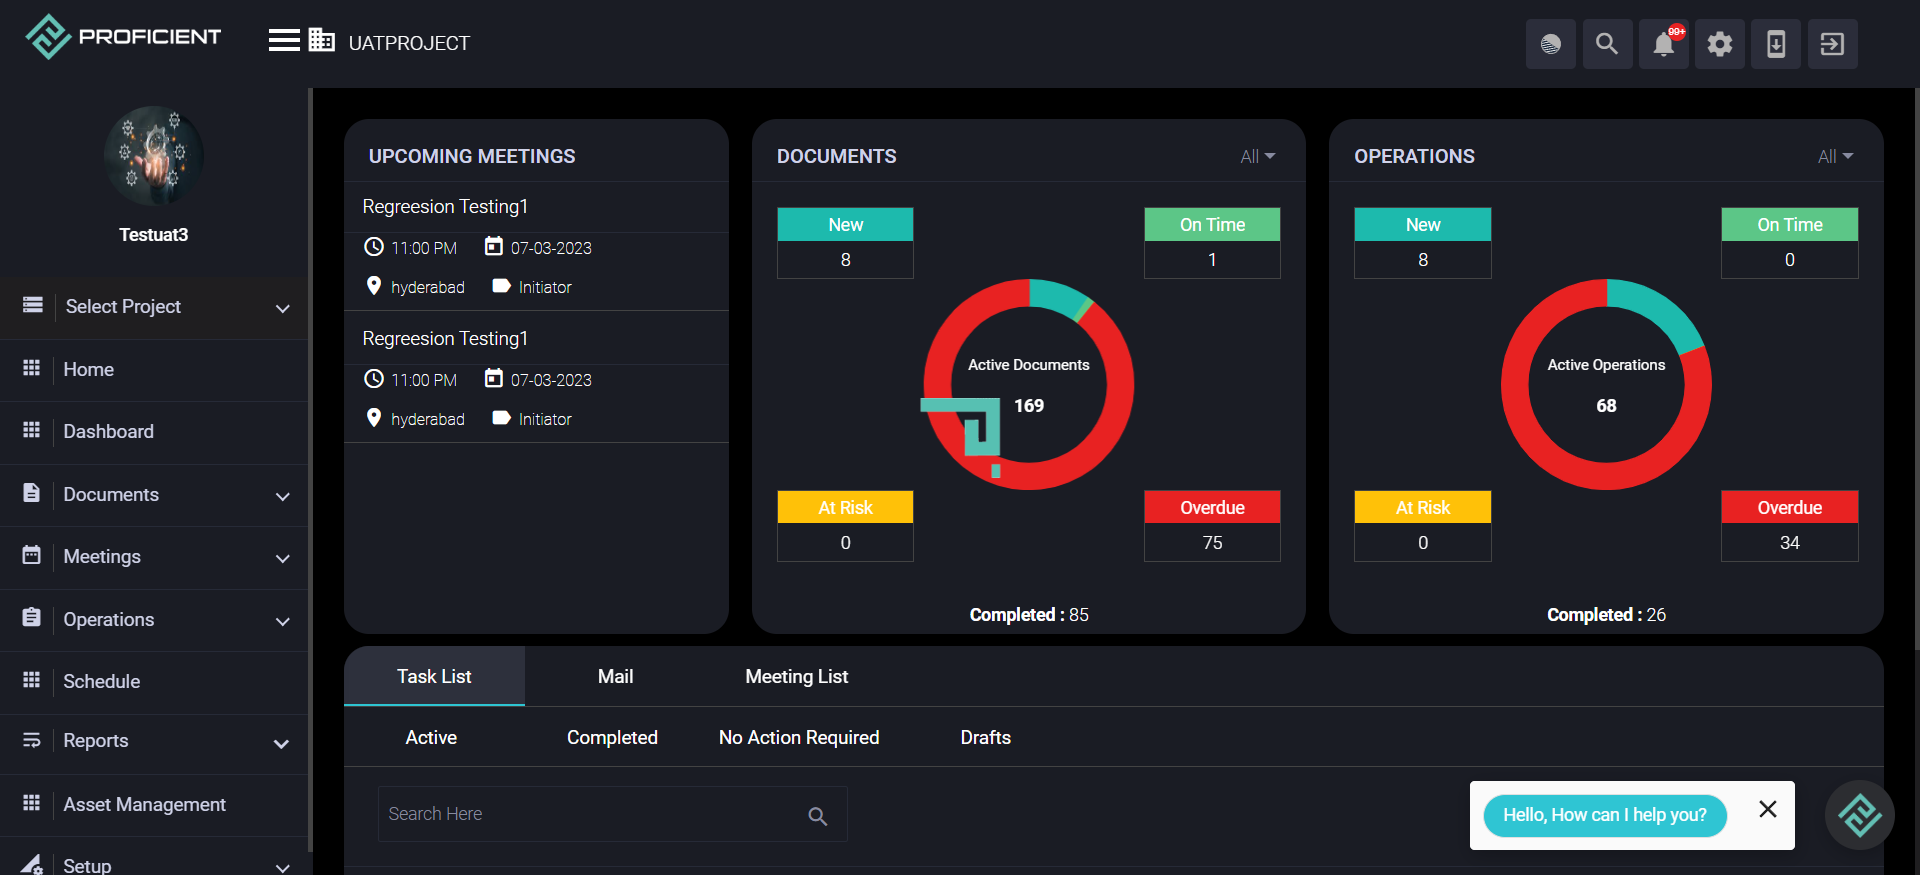 PROFICIENT
UATPROJECT
99+
Testuat3
Select Project
Home
Dashboard
Documents
Meetings
Operations
Schedule
Reports
Asset Management
Setup
UPCOMING MEETINGS
Regreesion Testing1
11:00 PM 07-03-2023
hyderabad Initiator
Regreesion Testing1
11:00 PM 07-03-2023
hyderabad Initiator
DOCUMENTS All
New
8
On Time
1
Active Documents
169
At Risk
0
Overdue
75
Completed : 85
OPERATIONS All
New
8
On Time
0
Active Operations
68
At Risk
0
Overdue
34
Completed : 26
Task List Mail Meeting List
Active Completed No Action Required Drafts
Search Here
Hello, How can I help you?